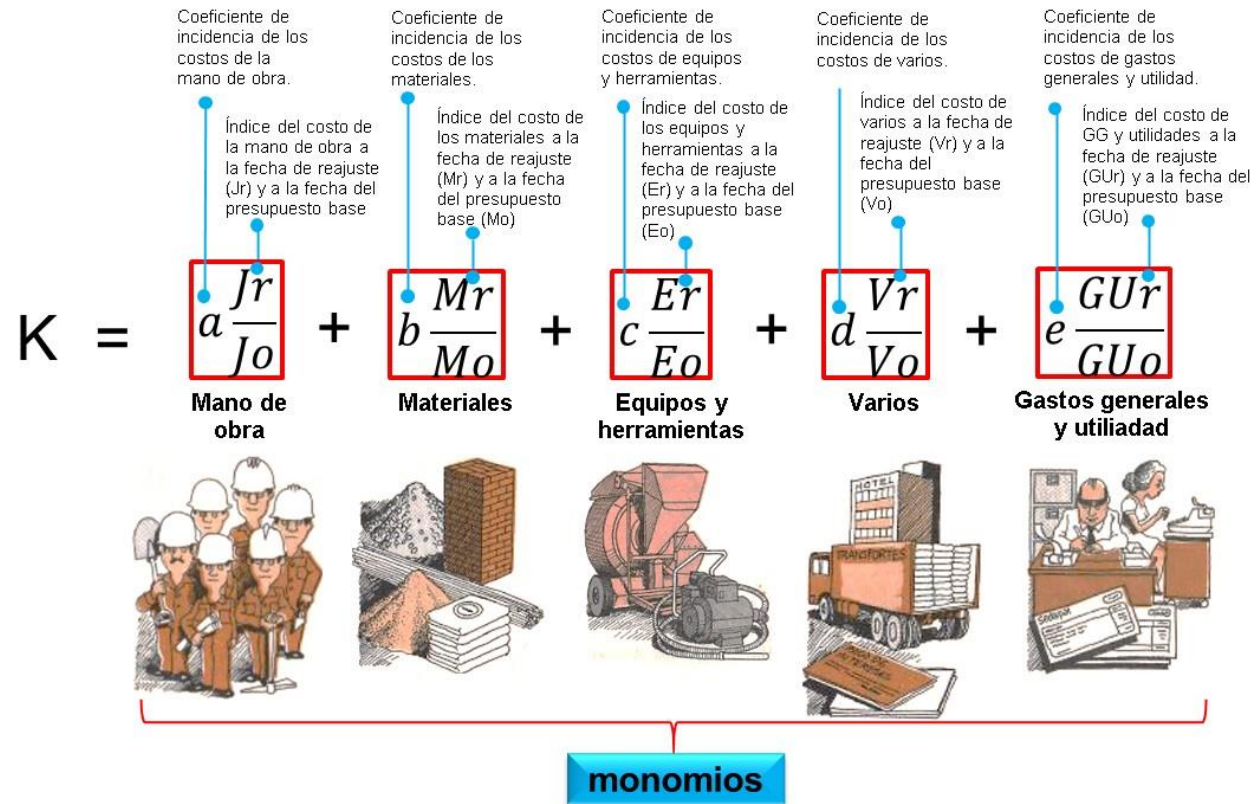 Coeficiente de
incidencia de los
costos de la
mano de obra.
Coeficiente de
incidencia de los
costos de los
materiales.
Coeficiente de
incidencia de los
costos de equipos
y herramientas.
Coeficiente de
incidencia de los
costos de varios.
Coeficiente de
incidencia de los
costos de gastos
generales y utilidad.
Índice del costo de
la mano de obra a
la fecha de reajuste
(Jr) y a la fecha del
presupuesto base
Índice del costo de
los materiales a la
fecha de reajuste
(Mr) y a la fecha
del presupuesto
base (Mo)
Índice del costo de
los equipos y
herramientas a la
fecha de reajuste
(Er) y a la fecha del
presupuesto base
(Eo)
Índice del costo de
varios a la fecha de
reajuste (Vr) y a la
fecha del
presupuesto base
(Vo)
Índice del costo de
GG y utilidades a la
fecha de reajuste
(GUr) y a la fecha del
presupuesto base
(GUo)
K = a Jr/Jo + b Mr/Mo + c Er/Eo + d Vr/Vo + e GUr/GUo
Mano de
obra
Materiales
Equipos y
herramientas
Varios
Gastos generales
y utiliadad
HOTEL
TRANSPORTES
monomios